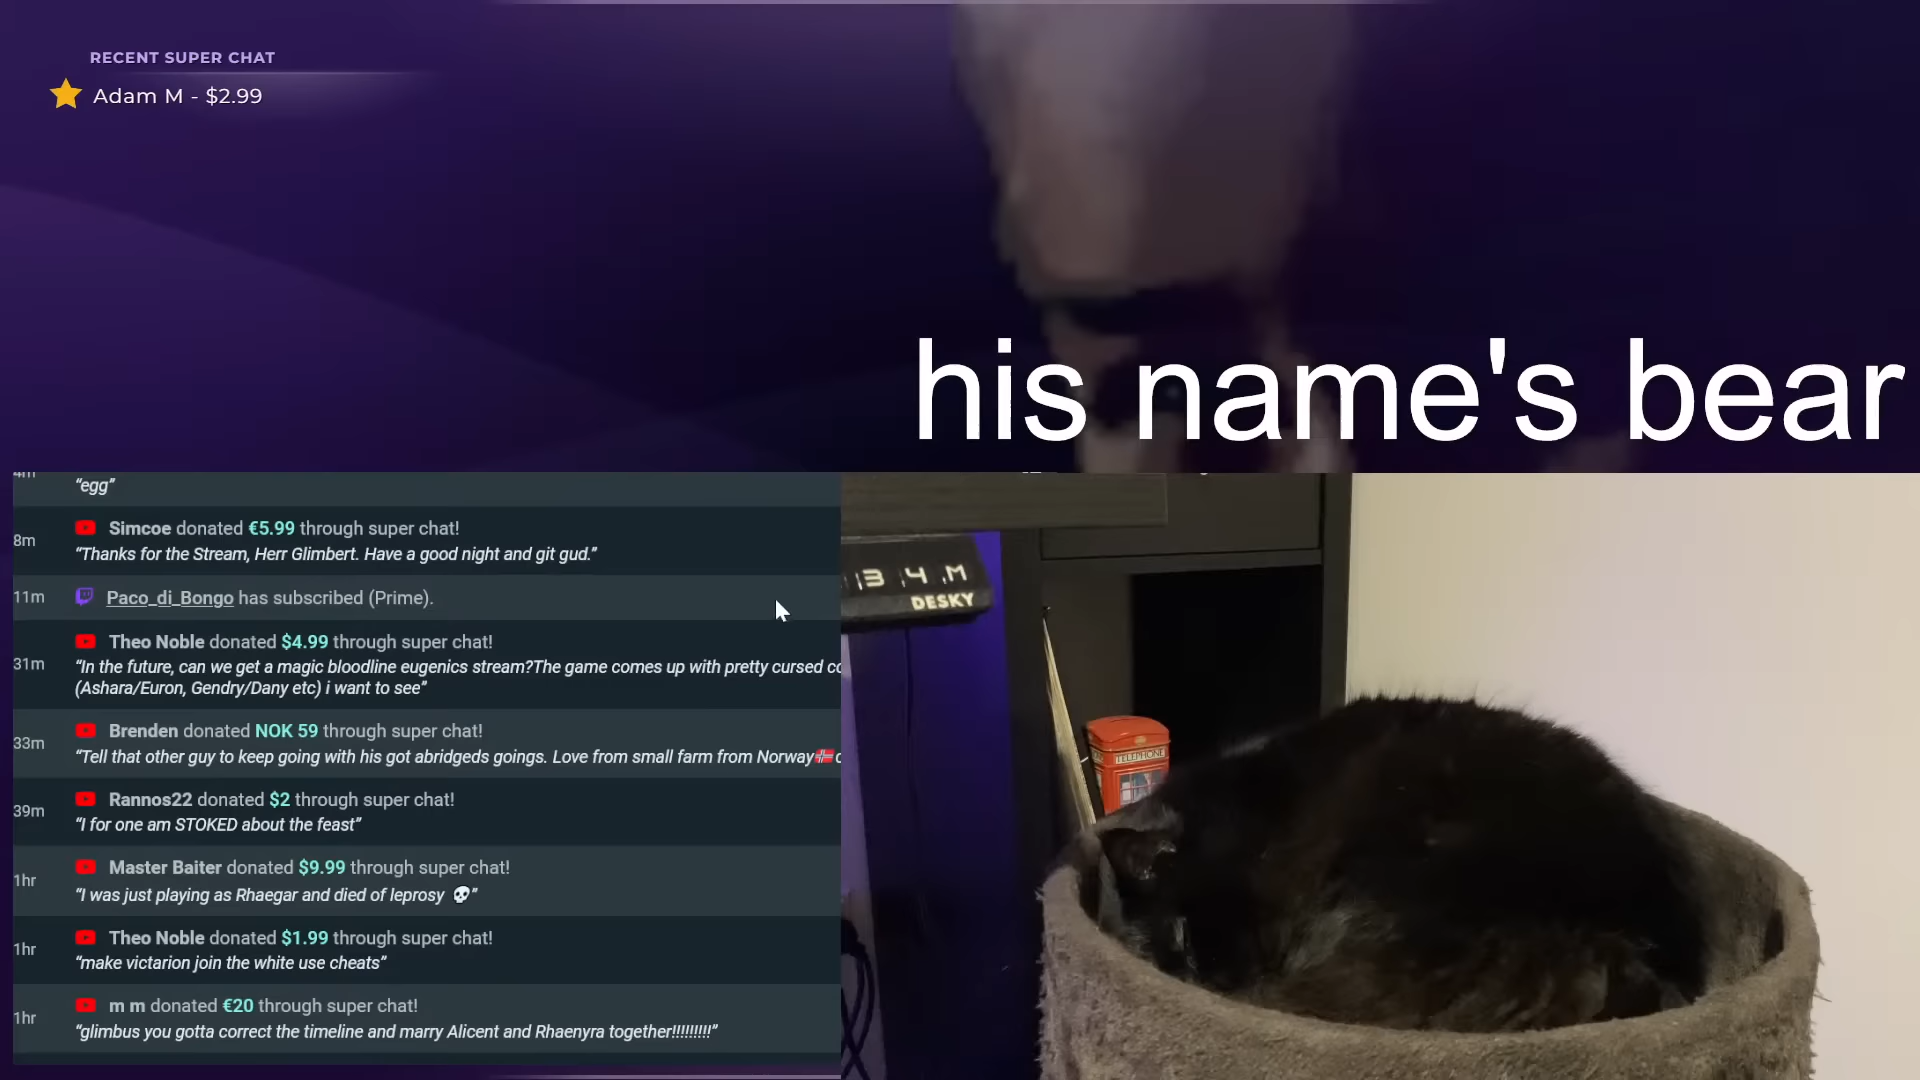 RECENT SUPER CHAT
Adam M - $2.99
his name's bear
4m
“egg”
Simcoe donated €5.99 through super chat!
8m
“Thanks for the Stream, Herr Glimbert. Have a good night and git gud.”
11m
Paco_di_Bongo has subscribed (Prime).
Theo Noble donated $4.99 through super chat!
31m
“In the future, can we get a magic bloodline eugenics stream?The game comes up with pretty cursed
(Ashara/Euron, Gendry/Dany etc) i want to see”
Brenden donated NOK 59 through super chat!
33m
“Tell that other guy to keep going with his got abridgeds goings. Love from small farm from Norway🇳🇴
Rannos22 donated $2 through super chat!
39m
“I for one am STOKED about the feast”
Master Baiter donated $9.99 through super chat!
1hr
“I was just playing as Rhaegar and died of leprosy 💀”
Theo Noble donated $1.99 through super chat!
1hr
“make victarion join the white use cheats”
m m donated €20 through super chat!
1hr
“glimbus you gotta correct the timeline and marry Alicent and Rhaenyra together!!!!!!!!!”
3 4 M
DESKY
TELEPHONE